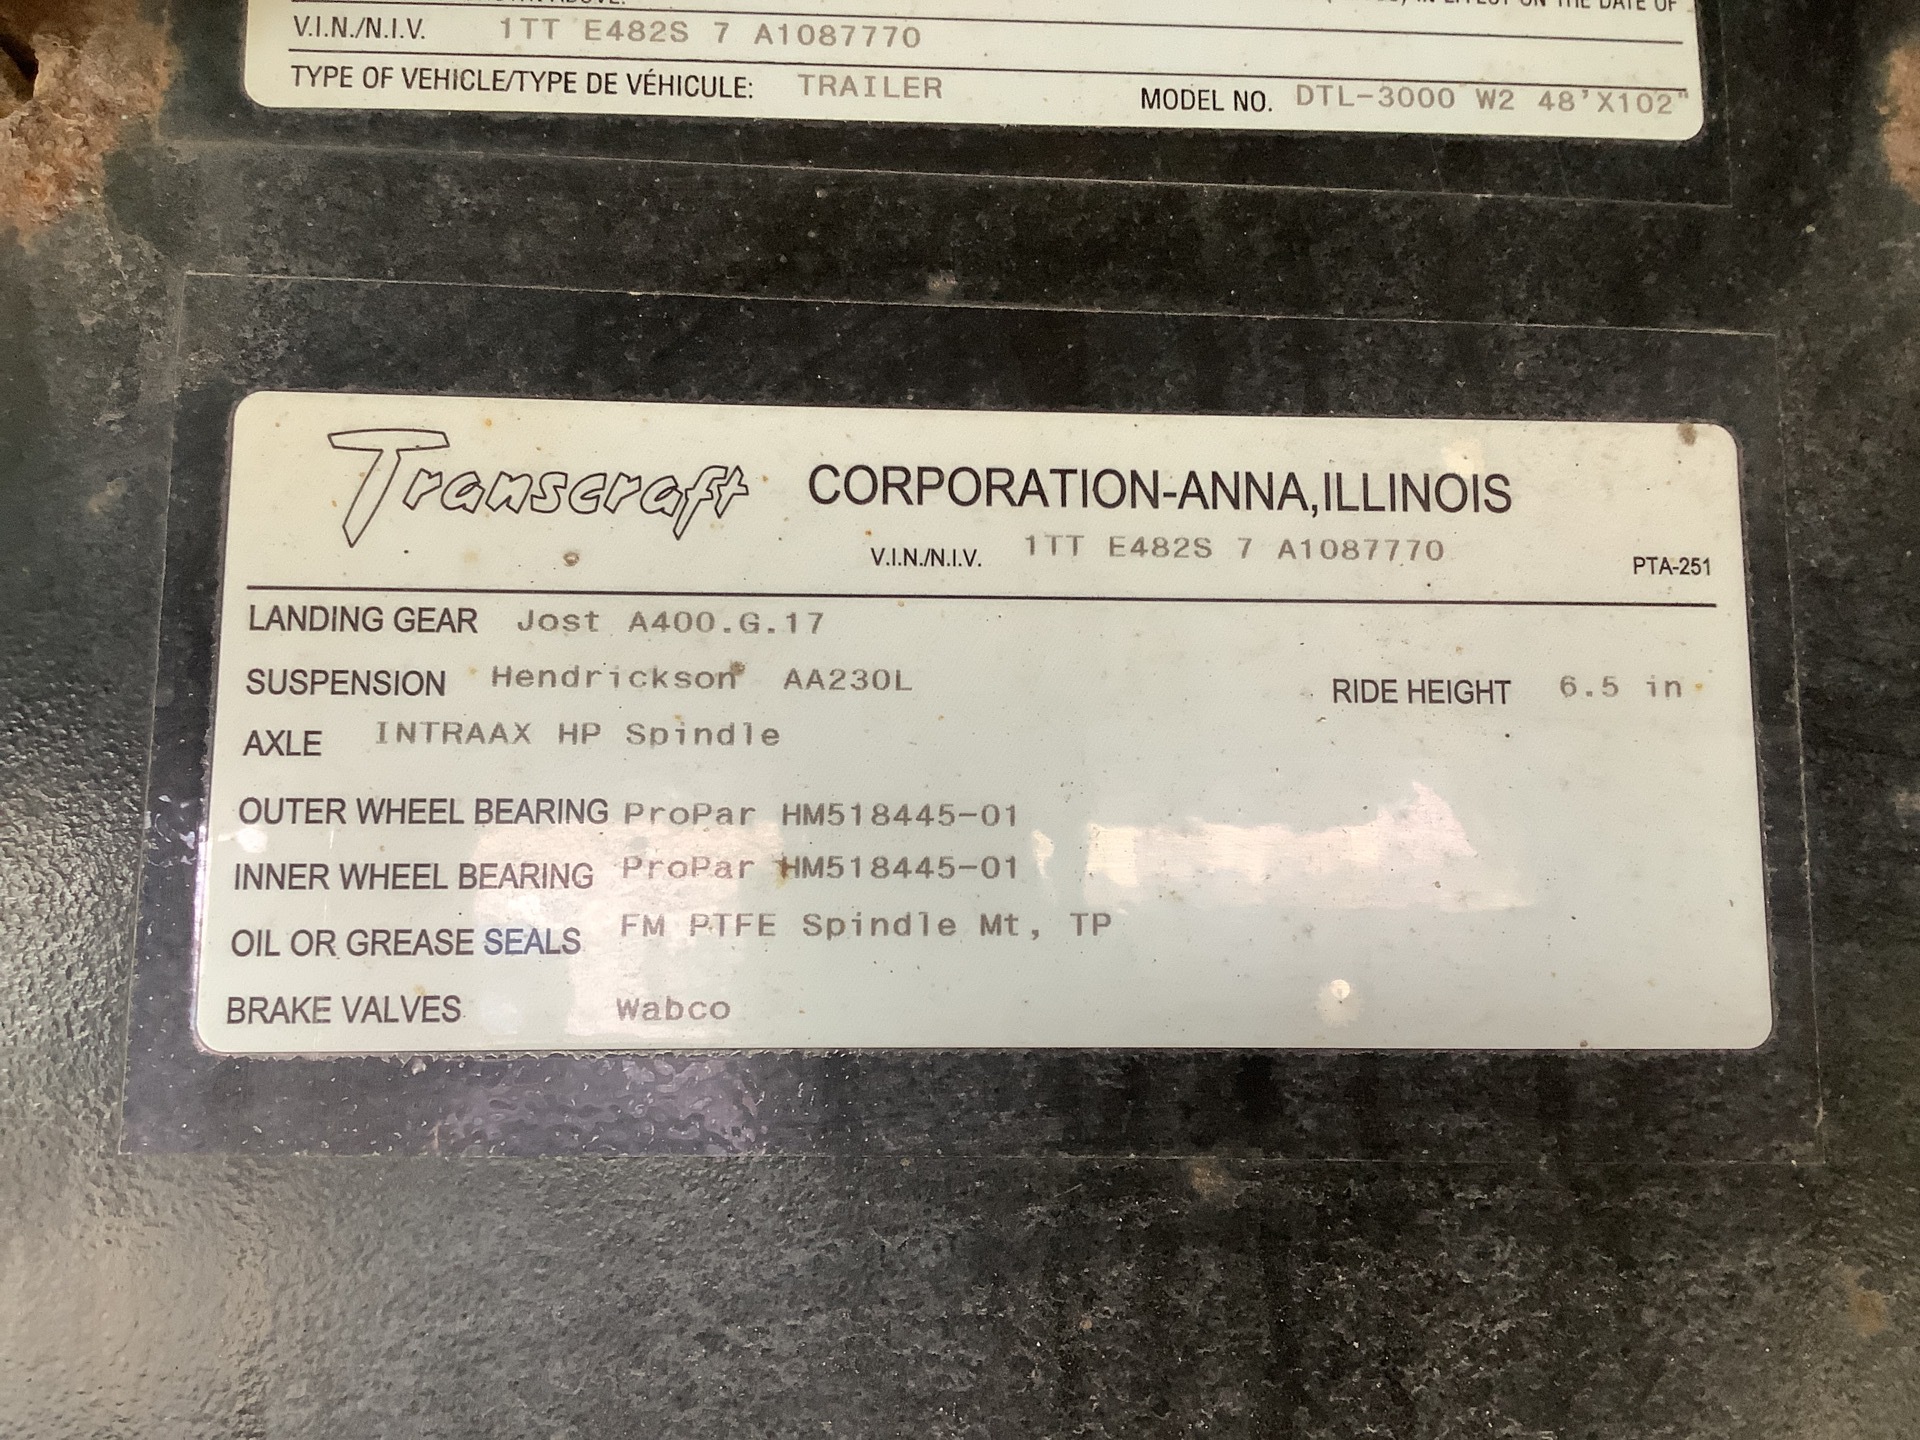 V.I.N./N.I.V. 1TT E482S 7 A1087770
TYPE OF VEHICLE/TYPE DE VÉHICULE: TRAILER MODEL NO. DTL-3000 W2 48'X102"
Transcraft CORPORATION-ANNA,ILLINOIS
V.I.N./N.I.V. 1TT E482S 7 A1087770 PTA-251
LANDING GEAR Jost A400.G.17
SUSPENSION Hendrickson AA230L RIDE HEIGHT 6.5 in
AXLE INTRAAX HP Spindle
OUTER WHEEL BEARING ProPar HM518445-01
INNER WHEEL BEARING ProPar HM518445-01
OIL OR GREASE SEALS FM PTFE Spindle Mt, TP
BRAKE VALVES Wabco